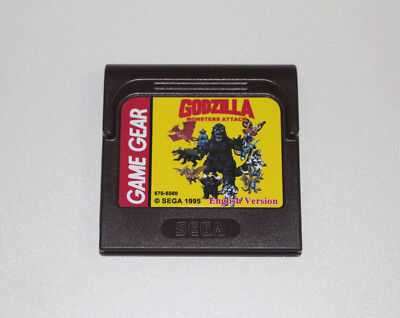 GAME GEAR
GODZILLA
MONSTERS ATTACK
670-6980
© SEGA 1995 English Version
SEGA